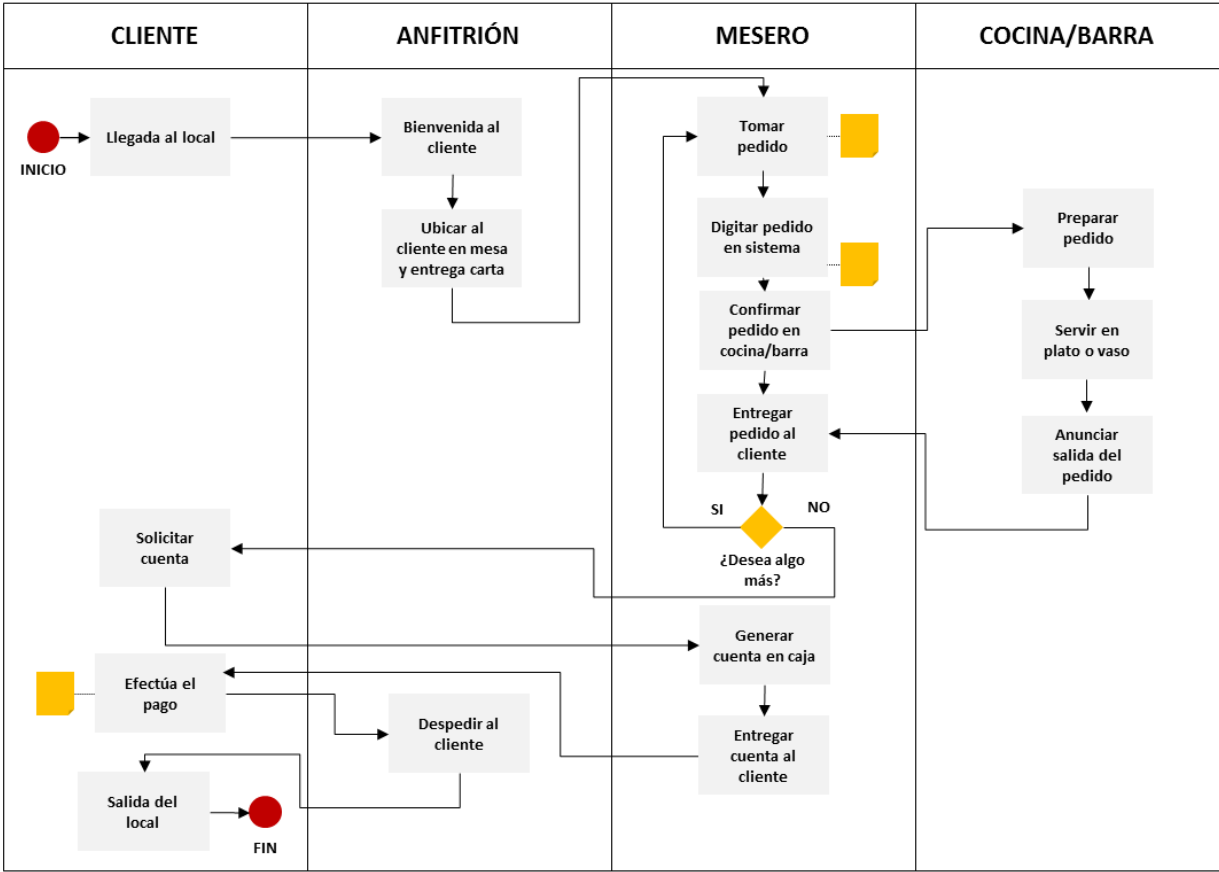 CLIENTE
ANFITRIÓN
MESERO
COCINA/BARRA
INICIO
Llegada al local
Bienvenida al
cliente
Ubicar al
cliente en mesa
y entrega carta
Tomar
pedido
Digitar pedido
en sistema
Confirmar
pedido en
cocina/barra
Preparar
pedido
Servir en
plato o vaso
Anunciar
salida del
pedido
Entregar
pedido al
cliente
SI
NO
¿Desea algo
más?
Solicitar
cuenta
Generar
cuenta en caja
Entregar
cuenta al
cliente
Efectúa el
pago
Despedir al
cliente
Salida del
local
FIN